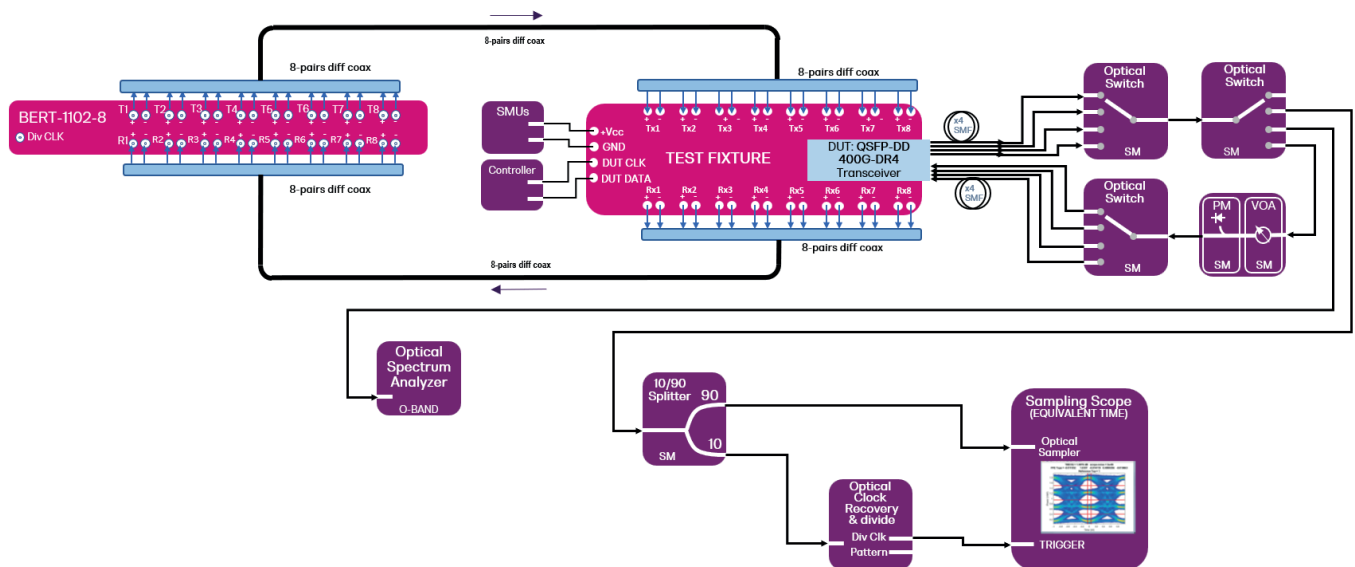 8-pairs diff coax
8-pairs diff coax
T1 T2 T3 T4 T5 T6 T7 T8
+ - + - + - + - + - + - + - + -
BERT-1102-8
Div CLK
+ - + - + - + - + - + - + - + -
R1 R2 R3 R4 R5 R6 R7 R8
8-pairs diff coax
8-pairs diff coax
SMUs
Controller
8-pairs diff coax
+ - + - + - + - + - + - + - + -
Tx1 Tx2 Tx3 Tx4 Tx5 Tx6 Tx7 Tx8
+Vcc
GND
DUT CLK
DUT DATA
TEST FIXTURE
DUT: QSFP-DD
400G-DR4
Transceiver
Rx1 Rx2 Rx3 Rx4 Rx5 Rx6 Rx7 Rx8
+ - + - + - + - + - + - + - + -
8-pairs diff coax
x4
SMF
x4
SMF
Optical
Switch
SM
Optical
Switch
SM
Optical
Switch
SM
PM
SM
VOA
SM
Optical
Spectrum
Analyzer
O-BAND
10/90
Splitter
90
10
SM
Optical
Clock
Recovery
& divide
Div Clk
Pattern
Sampling Scope
(EQUIVALENT TIME)
Optical
Sampler
TRIGGER